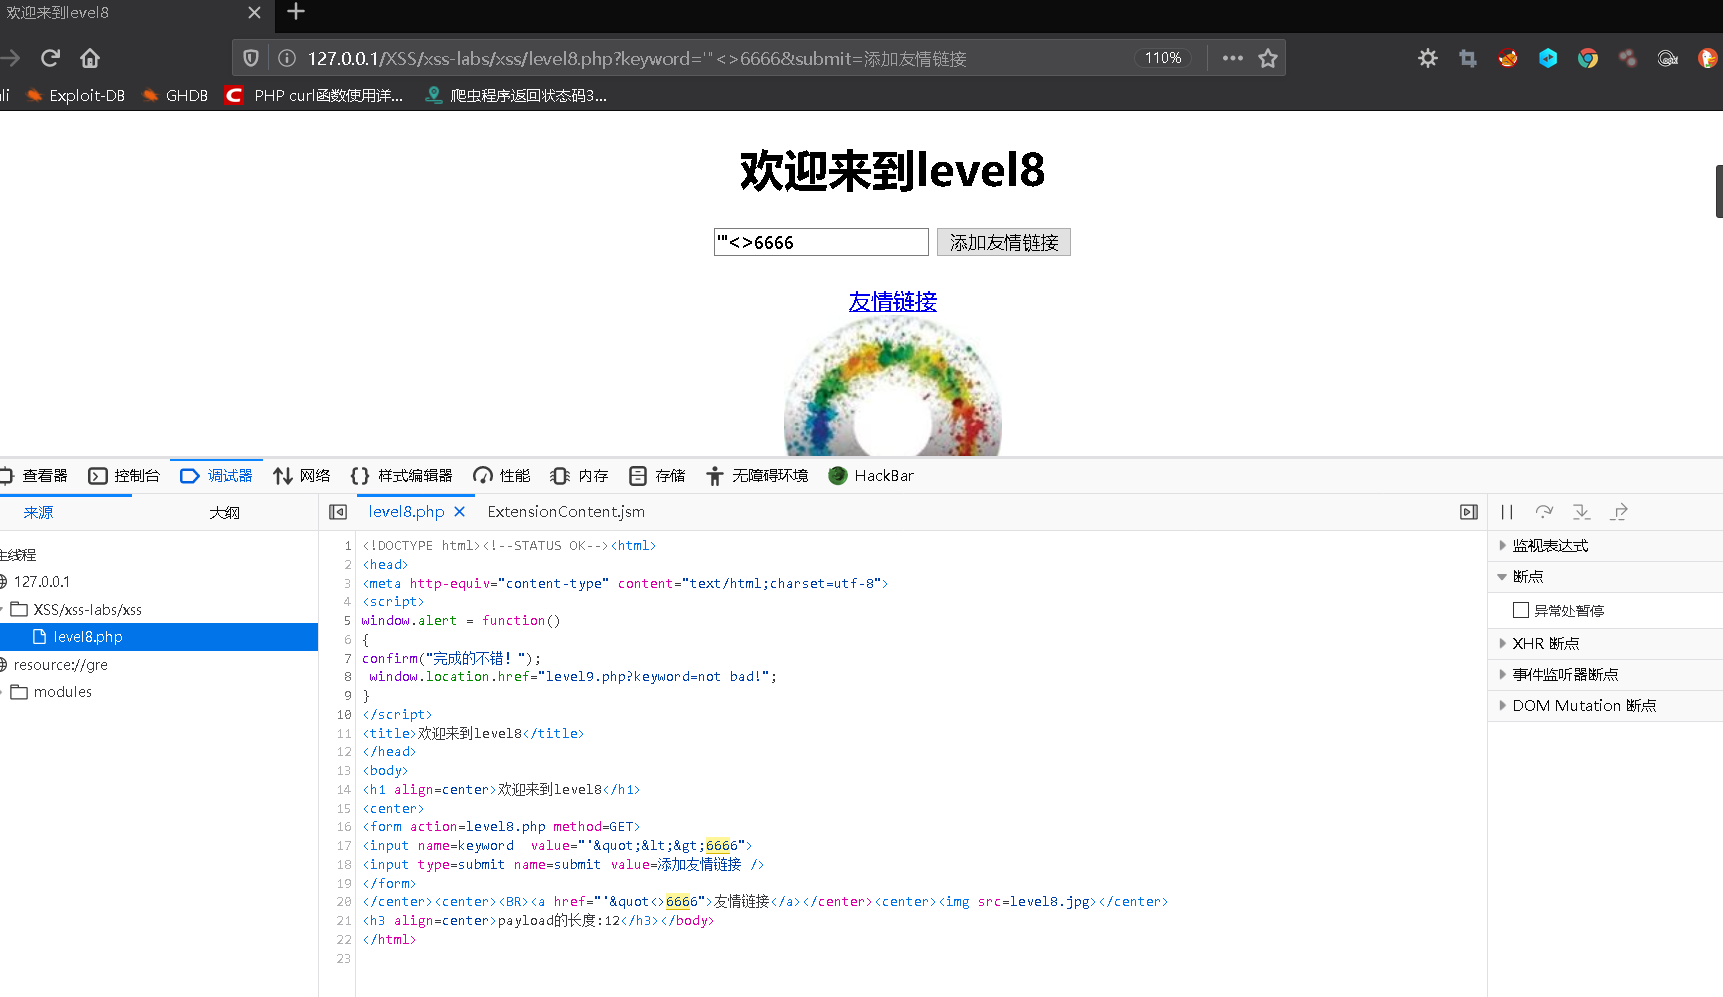 欢迎来到level8
127.0.0.1/XSS/xss-labs/xss/level8.php?keyword='"<>6666&submit=添加友情链接 110%
li Exploit-DB GHDB PHP curl函数使用详... 爬虫程序返回状态码3...
欢迎来到level8
'"<>6666 添加友情链接
友情链接
查看器 控制台 调试器 网络 样式编辑器 性能 内存 存储 无障碍环境 HackBar
来源 大纲 level8.php ExtensionContent.jsm
主线程
127.0.0.1
XSS/xss-labs/xss
level8.php
resource://gre
modules
1 <!DOCTYPE html><!--STATUS OK--><html>
2 <head>
3 <meta http-equiv="content-type" content="text/html;charset=utf-8">
4 <script>
5 window.alert = function()
6 {
7 confirm("完成的不错！");
8 window.location.href="level9.php?keyword=not bad!";
9 }
10 </script>
11 <title>欢迎来到level8</title>
12 </head>
13 <body>
14 <h1 align=center>欢迎来到level8</h1>
15 <center>
16 <form action=level8.php method=GET>
17 <input name=keyword  value="'&quot;&lt;&gt;6666">
18 <input type=submit name=submit value=添加友情链接 />
19 </form>
20 </center><center><BR><a href="'&quot<>6666">友情链接</a></center><center><img src=level8.jpg></center>
21 <h3 align=center>payload的长度:12</h3></body>
22 </html>
23
监视表达式
断点
异常处暂停
XHR 断点
事件监听器断点
DOM Mutation 断点